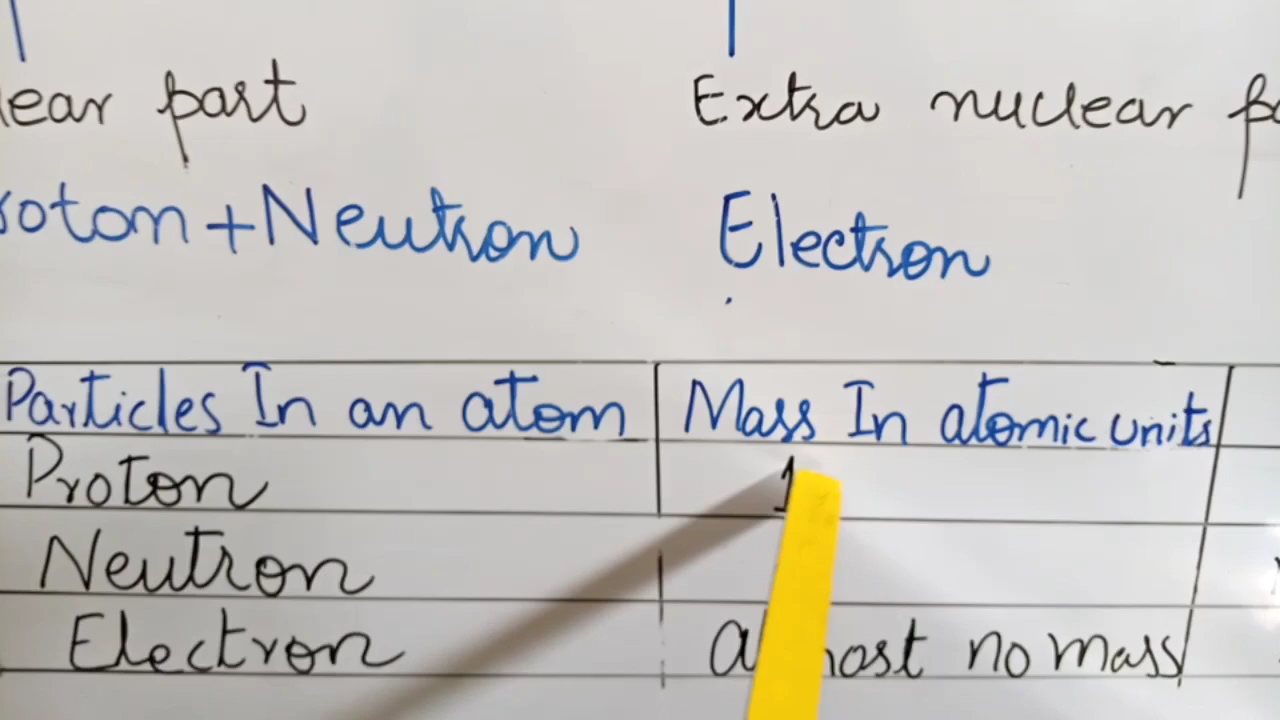 lear part Extra nuclear
roton + Neutron Electron
Particles In an atom Mass In atomic units
Proton 1
Neutron
Electron no mass